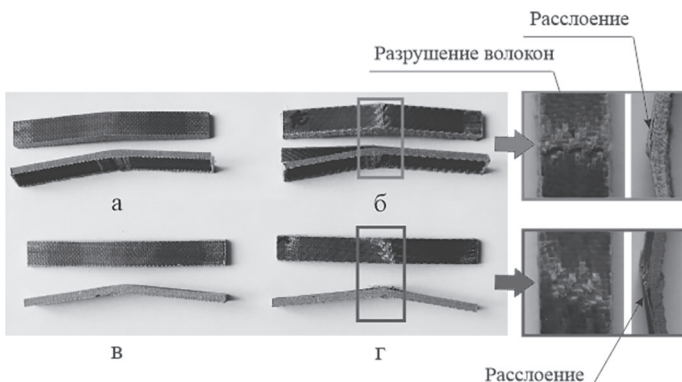 Расслоение
Разрушение волокон
а
б
в
г
Расслоение